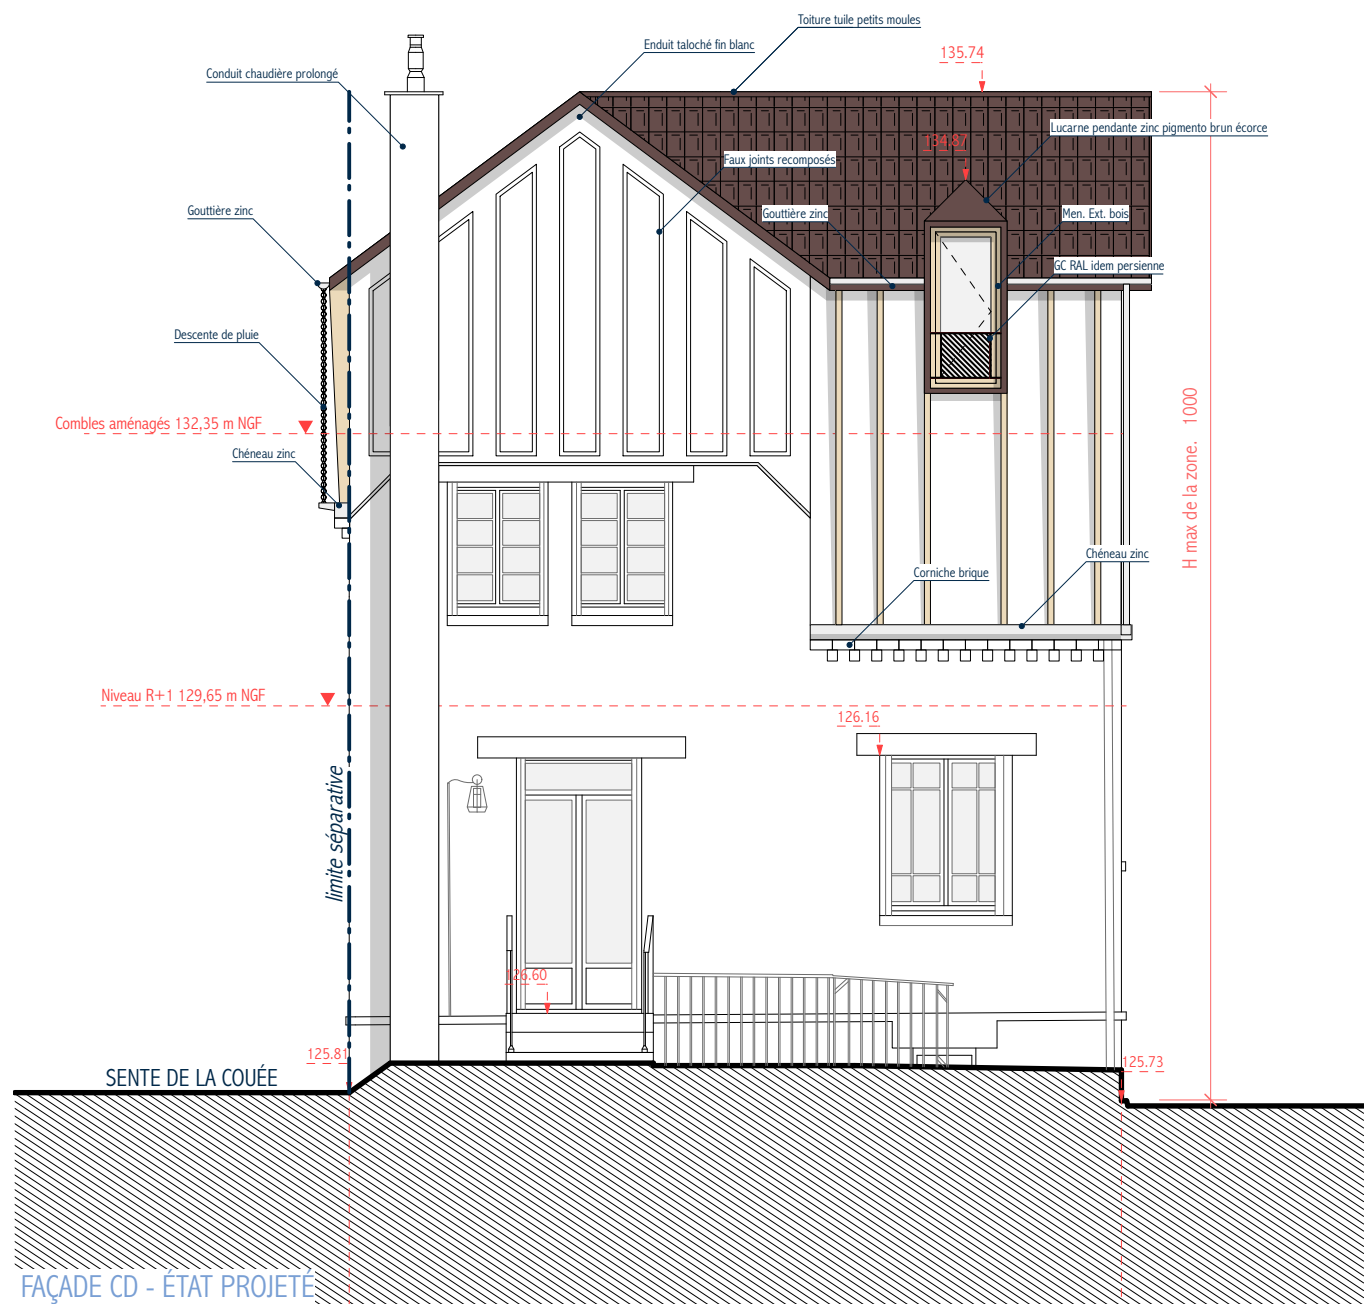 Toiture tuile petits moules
Enduit taloché fin blanc
135.74
Conduit chaudière prolongé
Lucarne pendante zinc pigmento brun écorce
134.87
Faux joints recomposés
Gouttière zinc
Gouttière zinc
Men. Ext. bois
GC RAL idem persienne
Descente de pluie
Combles aménagés 132,35 m NGF
Chéneau zinc
H max de la zone. 1000
Chéneau zinc
Corniche brique
Niveau R+1 129,65 m NGF
126.16
limite séparative
126.60
125.81
125.73
SENTE DE LA COUÉE
FAÇADE CD - ÉTAT PROJETÉ